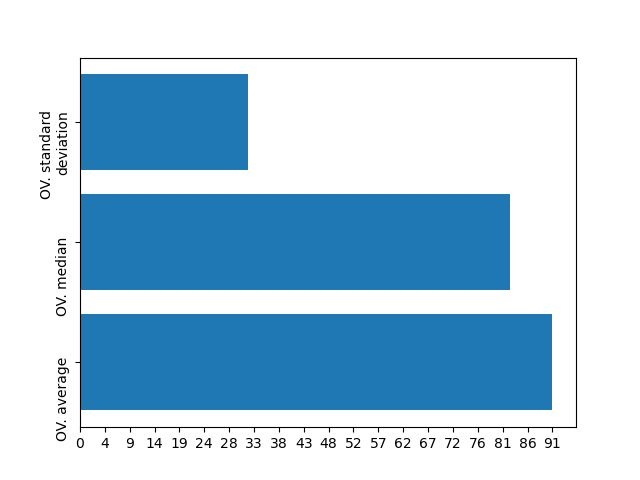 OV. standard
deviation
OV. median
OV. average
0 4 9 14 19 24 28 33 38 43 48 52 57 62 67 72 76 81 86 91